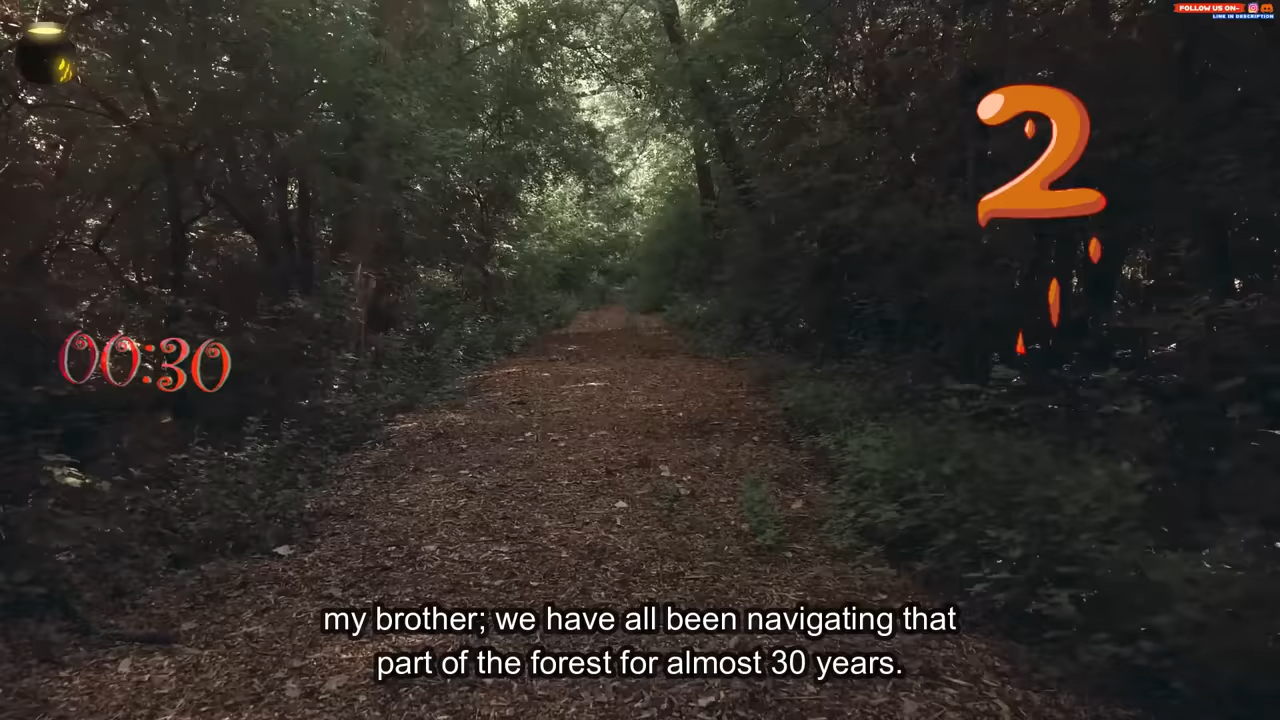 FOLLOW US ON-
LINK IN DESCRIPTION
2
00:30
my brother; we have all been navigating that
part of the forest for almost 30 years.